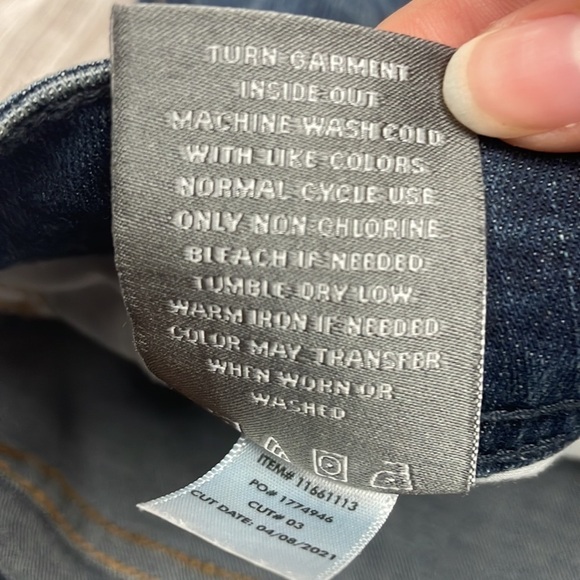 TURN GARMENT
INSIDE OUT
MACHINE WASH COLD
WITH LIKE COLORS
NORMAL CYCLE USE
ONLY NON-CHLORINE
BLEACH IF NEEDED
TUMBLE DRY LOW
WARM IRON IF NEEDED
COLOR MAY TRANSFER
WHEN WORN OR
WASHED
ITEM# 11661113
PO# 1774946
CUT# 03
CUT DATE: 04/08/2021